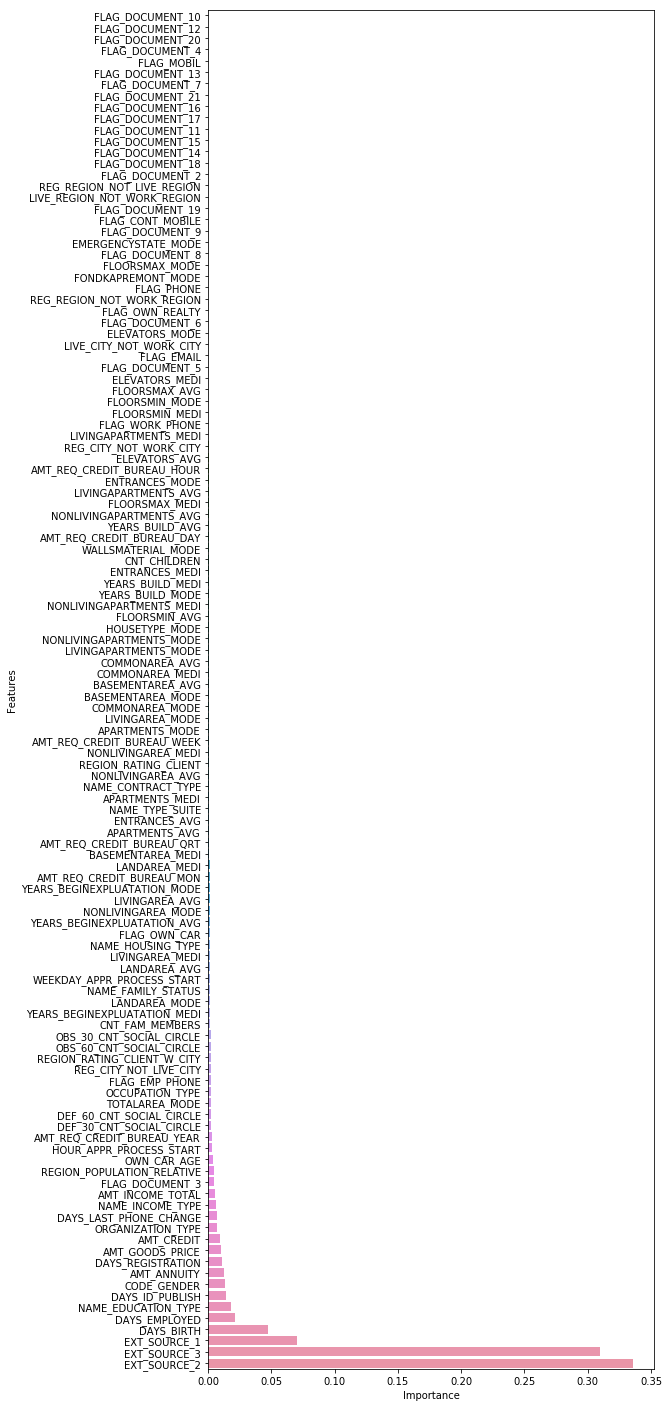 FLAG_DOCUMENT_10
FLAG_DOCUMENT_12
FLAG_DOCUMENT_20
FLAG_DOCUMENT_4
FLAG_MOBIL
FLAG_DOCUMENT_13
FLAG_DOCUMENT_7
FLAG_DOCUMENT_21
FLAG_DOCUMENT_16
FLAG_DOCUMENT_17
FLAG_DOCUMENT_11
FLAG_DOCUMENT_15
FLAG_DOCUMENT_14
FLAG_DOCUMENT_18
FLAG_DOCUMENT_2
REG_REGION_NOT_LIVE_REGION
LIVE_REGION_NOT_WORK_REGION
FLAG_DOCUMENT_19
FLAG_CONT_MOBILE
FLAG_DOCUMENT_9
EMERGENCYSTATE_MODE
FLAG_DOCUMENT_8
FLOORSMAX_MODE
FONDKAPREMONT_MODE
FLAG_PHONE
REG_REGION_NOT_WORK_REGION
FLAG_OWN_REALTY
FLAG_DOCUMENT_6
ELEVATORS_MODE
LIVE_CITY_NOT_WORK_CITY
FLAG_EMAIL
FLAG_DOCUMENT_5
ELEVATORS_MEDI
FLOORSMAX_AVG
FLOORSMIN_MODE
FLOORSMIN_MEDI
FLAG_WORK_PHONE
LIVINGAPARTMENTS_MEDI
REG_CITY_NOT_WORK_CITY
ELEVATORS_AVG
AMT_REQ_CREDIT_BUREAU_HOUR
ENTRANCES_MODE
LIVINGAPARTMENTS_AVG
FLOORSMAX_MEDI
NONLIVINGAPARTMENTS_AVG
YEARS_BUILD_AVG
AMT_REQ_CREDIT_BUREAU_DAY
WALLSMATERIAL_MODE
CNT_CHILDREN
ENTRANCES_MEDI
YEARS_BUILD_MEDI
YEARS_BUILD_MODE
NONLIVINGAPARTMENTS_MEDI
FLOORSMIN_AVG
HOUSETYPE_MODE
NONLIVINGAPARTMENTS_MODE
LIVINGAPARTMENTS_MODE
COMMONAREA_AVG
COMMONAREA_MEDI
BASEMENTAREA_AVG
BASEMENTAREA_MODE
COMMONAREA_MODE
LIVINGAREA_MODE
APARTMENTS_MODE
AMT_REQ_CREDIT_BUREAU_WEEK
NONLIVINGAREA_MEDI
REGION_RATING_CLIENT
NONLIVINGAREA_AVG
NAME_CONTRACT_TYPE
APARTMENTS_MEDI
NAME_TYPE_SUITE
ENTRANCES_AVG
APARTMENTS_AVG
AMT_REQ_CREDIT_BUREAU_QRT
BASEMENTAREA_MEDI
LANDAREA_MEDI
AMT_REQ_CREDIT_BUREAU_MON
YEARS_BEGINEXPLUATATION_MODE
LIVINGAREA_AVG
NONLIVINGAREA_MODE
YEARS_BEGINEXPLUATATION_AVG
FLAG_OWN_CAR
NAME_HOUSING_TYPE
LIVINGAREA_MEDI
LANDAREA_AVG
WEEKDAY_APPR_PROCESS_START
NAME_FAMILY_STATUS
LANDAREA_MODE
YEARS_BEGINEXPLUATATION_MEDI
CNT_FAM_MEMBERS
OBS_30_CNT_SOCIAL_CIRCLE
OBS_60_CNT_SOCIAL_CIRCLE
REGION_RATING_CLIENT_W_CITY
REG_CITY_NOT_LIVE_CITY
FLAG_EMP_PHONE
OCCUPATION_TYPE
TOTALAREA_MODE
DEF_60_CNT_SOCIAL_CIRCLE
DEF_30_CNT_SOCIAL_CIRCLE
AMT_REQ_CREDIT_BUREAU_YEAR
HOUR_APPR_PROCESS_START
OWN_CAR_AGE
REGION_POPULATION_RELATIVE
FLAG_DOCUMENT_3
AMT_INCOME_TOTAL
NAME_INCOME_TYPE
DAYS_LAST_PHONE_CHANGE
ORGANIZATION_TYPE
AMT_CREDIT
AMT_GOODS_PRICE
DAYS_REGISTRATION
AMT_ANNUITY
CODE_GENDER
DAYS_ID_PUBLISH
NAME_EDUCATION_TYPE
DAYS_EMPLOYED
DAYS_BIRTH
EXT_SOURCE_1
EXT_SOURCE_3
EXT_SOURCE_2
Features
0.00 0.05 0.10 0.15 0.20 0.25 0.30 0.35
Importance